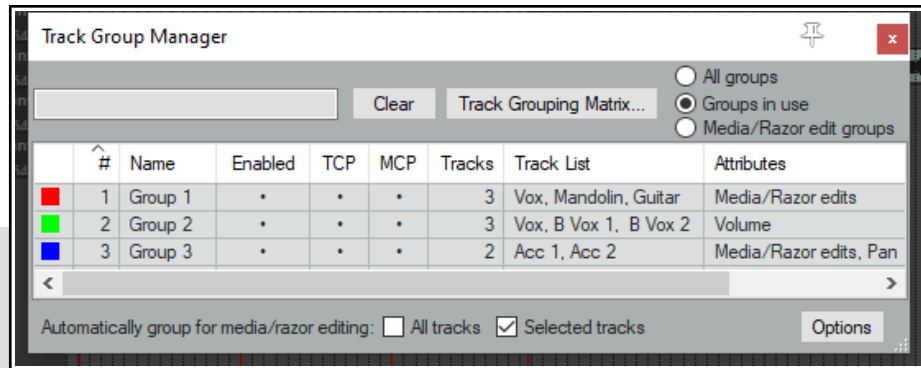 Track Group Manager
x
All groups
Clear Track Grouping Matrix... Groups in use
Media/Razor edit groups
# Name Enabled TCP MCP Tracks Track List Attributes
1 Group 1 • • • 3 Vox, Mandolin, Guitar Media/Razor edits
2 Group 2 • • • 3 Vox, B Vox 1, B Vox 2 Volume
3 Group 3 • • • 2 Acc 1, Acc 2 Media/Razor edits, Pan
Automatically group for media/razor editing: All tracks Selected tracks Options